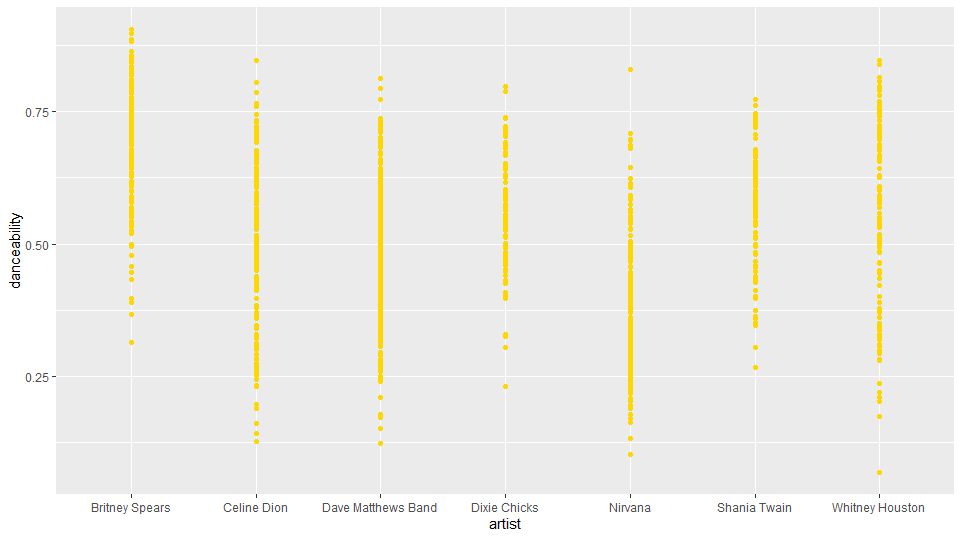 danceability
0.75
0.50
0.25
Britney Spears Celine Dion Dave Matthews Band Dixie Chicks Nirvana Shania Twain Whitney Houston
artist